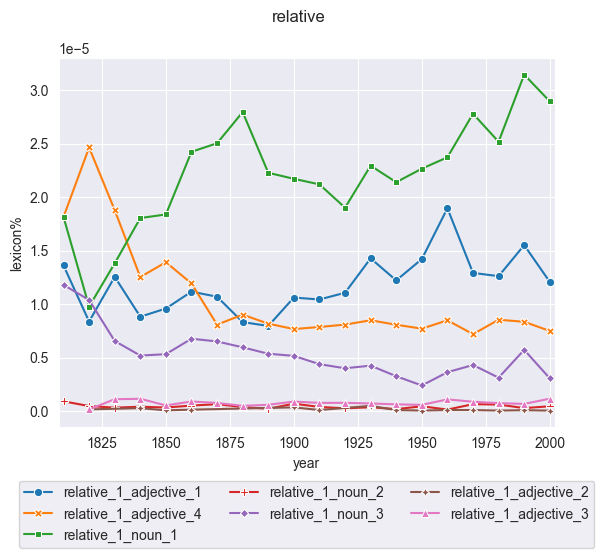 relative
1e−5
3.0
2.5
2.0
1.5
1.0
0.5
0.0
lexicon%
1825 1850 1875 1900 1925 1950 1975 2000
year
relative_1_adjective_1 relative_1_noun_2 relative_1_adjective_2
relative_1_adjective_4 relative_1_noun_3 relative_1_adjective_3
relative_1_noun_1